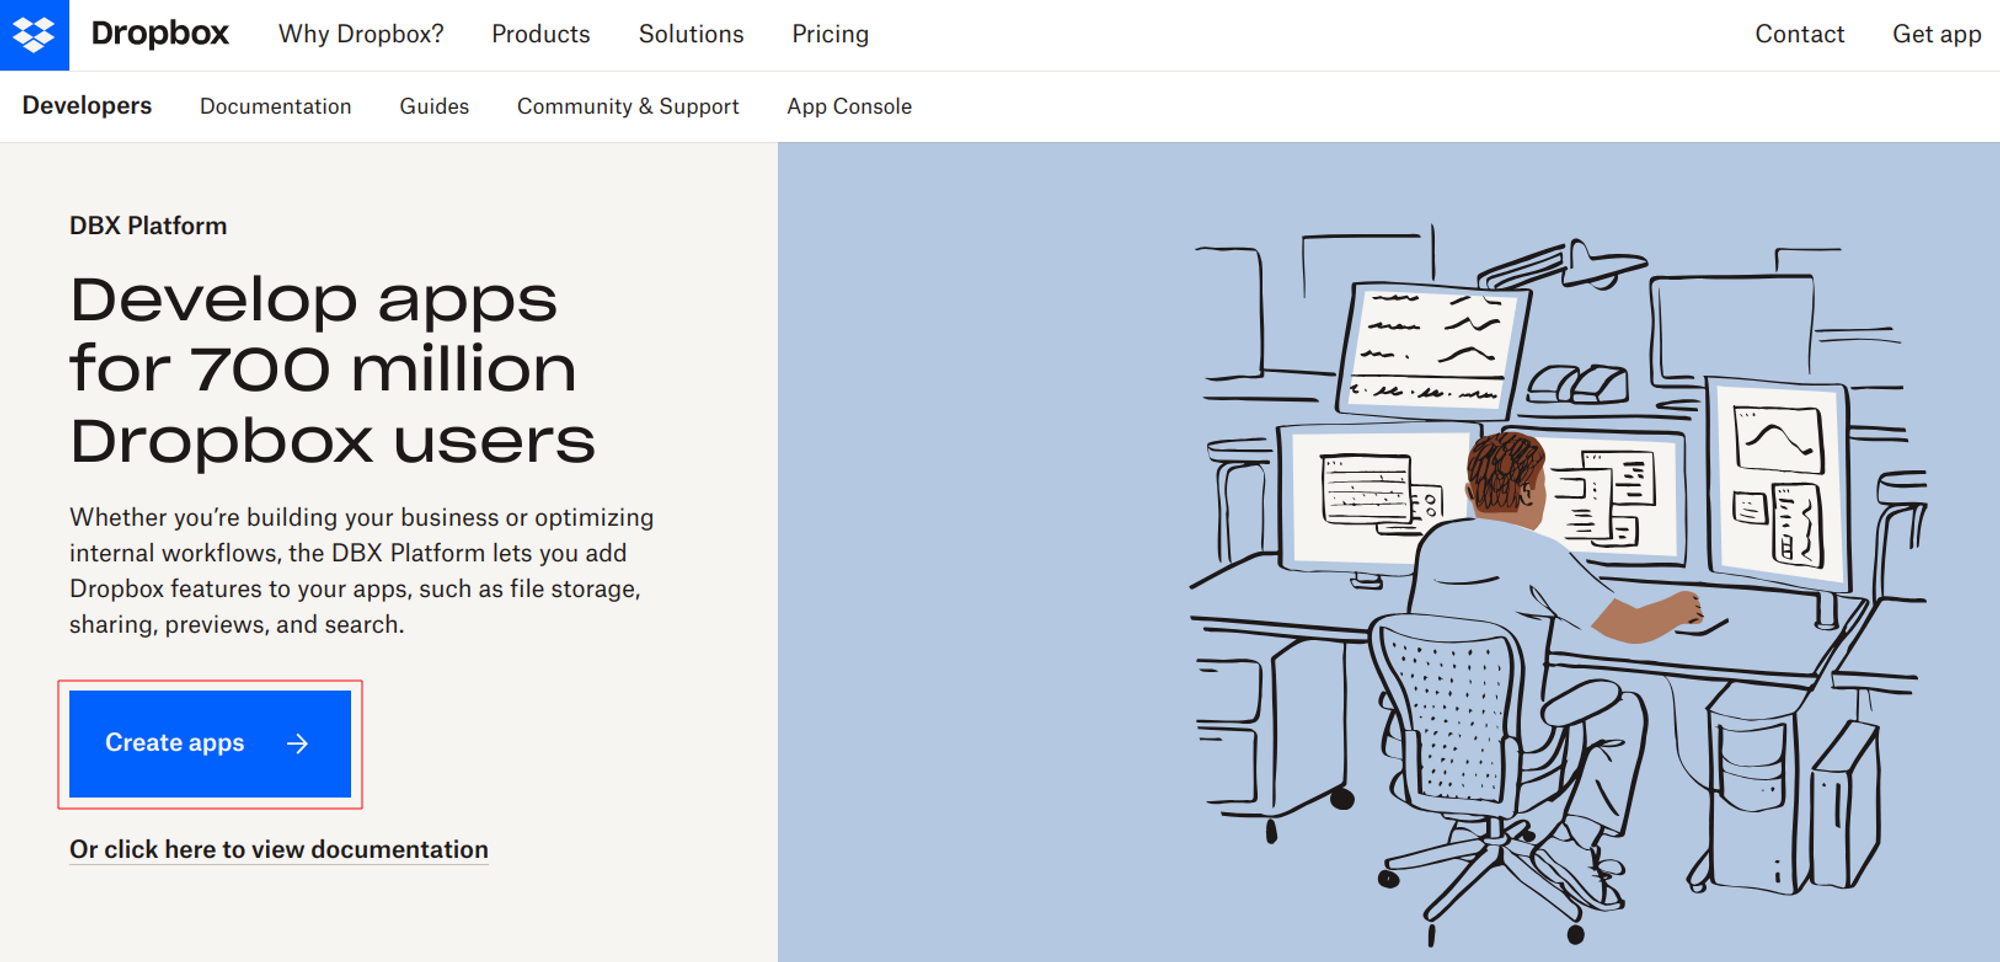 Dropbox Why Dropbox? Products Solutions Pricing Contact Get app
Developers Documentation Guides Community & Support App Console
DBX Platform
Develop apps
for 700 million
Dropbox users
Whether you’re building your business or optimizing
internal workflows, the DBX Platform lets you add
Dropbox features to your apps, such as file storage,
sharing, previews, and search.
Create apps
Or click here to view documentation